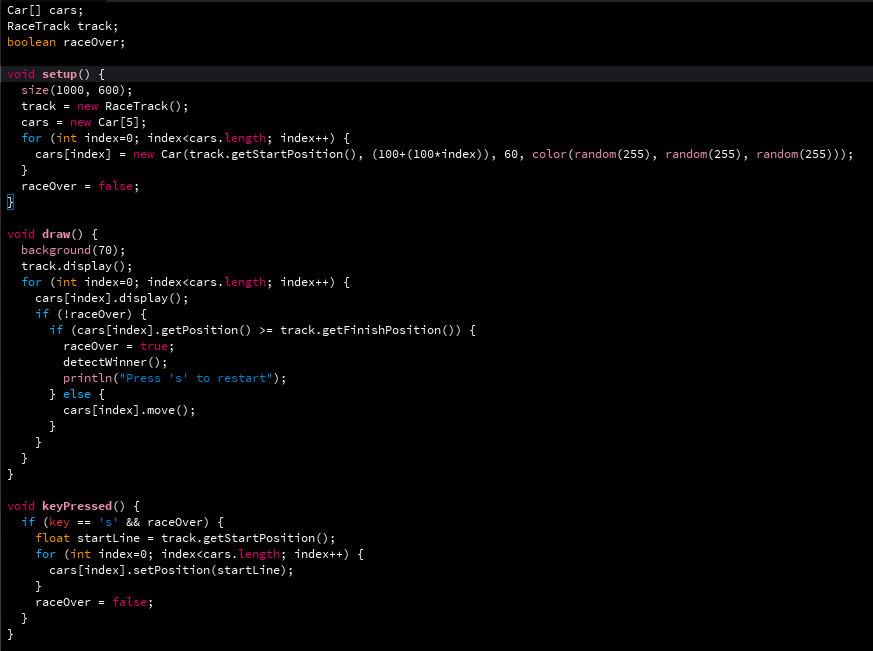 Car[] cars;
RaceTrack track;
boolean raceOver;

void setup() {
  size(1000, 600);
  track = new RaceTrack();
  cars = new Car[5];
  for (int index=0; index<cars.length; index++) {
    cars[index] = new Car(track.getStartPosition(), (100+(100*index)), 60, color(random(255), random(255), random(255)));
  }
  raceOver = false;
}

void draw() {
  background(70);
  track.display();
  for (int index=0; index<cars.length; index++) {
    cars[index].display();
    if (!raceOver) {
      if (cars[index].getPosition() >= track.getFinishPosition()) {
        raceOver = true;
        detectWinner();
        println("Press 's' to restart");
      } else {
        cars[index].move();
      }
    }
  }
}

void keyPressed() {
  if (key == 's' && raceOver) {
    float startLine = track.getStartPosition();
    for (int index=0; index<cars.length; index++) {
      cars[index].setPosition(startLine);
    }
    raceOver = false;
  }
}